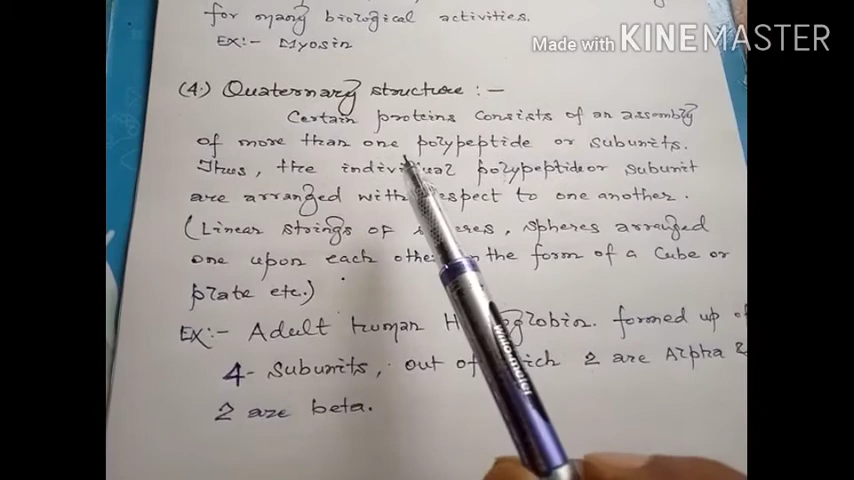 for many biological activities.
Ex:- Myosin
Made with KINEMASTER
(4.) Quaternary structure :-
Certain proteins consists of an assembly
of more than one polypeptide or subunits.
Thus, the individual polypeptide or subunit
are arranged with respect to one another.
(Linear strings of spheres, spheres arranged
one upon each other in the form of a Cube or
plate etc.)
Ex:- Adult human formed up of
4- subunits, out of which 2 are Alpha &
2 are beta.